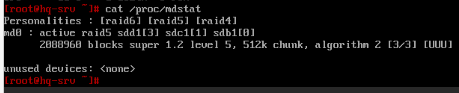 [root@hq-srv ~]# cat /proc/mdstat
Personalities : [raid6] [raid5] [raid4]
md0 : active raid5 sdd1[3] sdc1[1] sdb1[0]
2088960 blocks super 1.2 level 5, 512k chunk, algorithm 2 [3/3] [UUU]
unused devices: <none>
[root@hq-srv ~]#